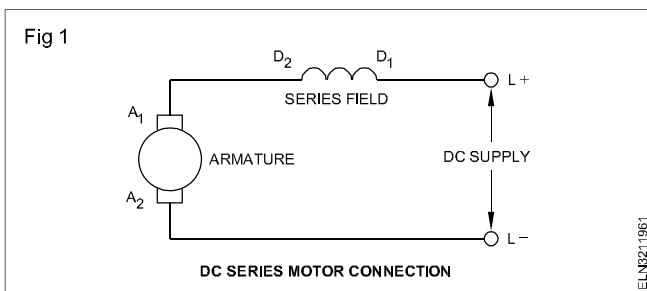 Fig 1
D2 D1
L +
SERIES FIELD
A1
ARMATURE
DC SUPPLY
A2
L –
DC SERIES MOTOR CONNECTION
ELN3211961